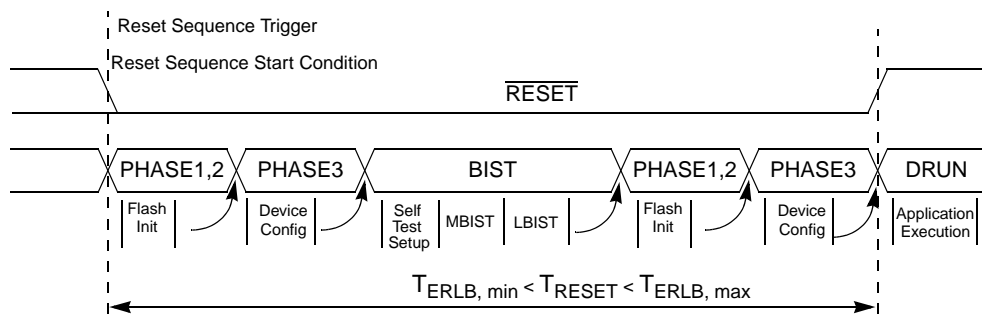 Reset Sequence Trigger
Reset Sequence Start Condition
RESET
PHASE1,2 PHASE3 BIST PHASE1,2 PHASE3 DRUN
Flash Init
Device Config
Self Test Setup
MBIST
LBIST
Flash Init
Device Config
Application Execution
TERLB, min < TRESET < TERLB, max